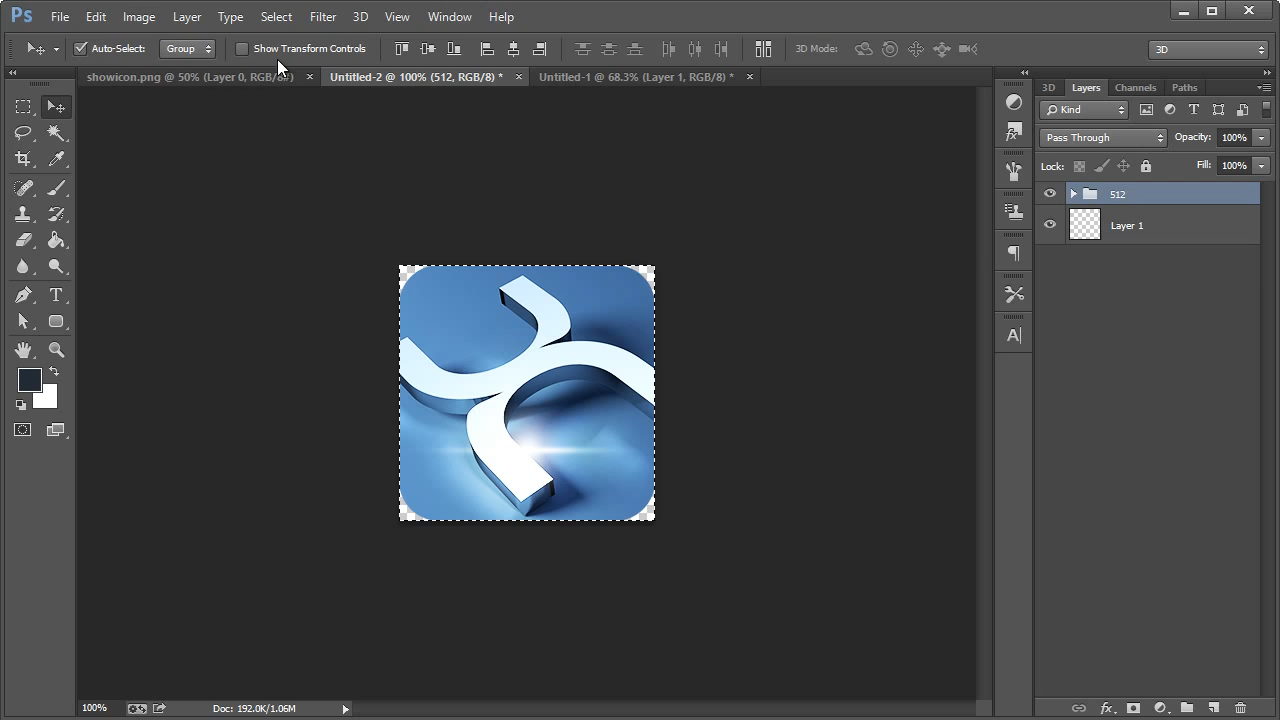 Ps File Edit Image Layer Type Select Filter 3D View Window Help
Auto-Select: Group Show Transform Controls 3D Mode: 3D
showicon.png @ 50% (Layer 0, RGB/8*) Untitled-2 @ 100% (512, RGB/8) * Untitled-1 @ 68.3% (Layer 1, RGB/8) *
3D Layers Channels Paths
Kind
Pass Through Opacity: 100%
Lock: Fill: 100%
512
Layer 1
100% Doc: 192.0K/1.06M